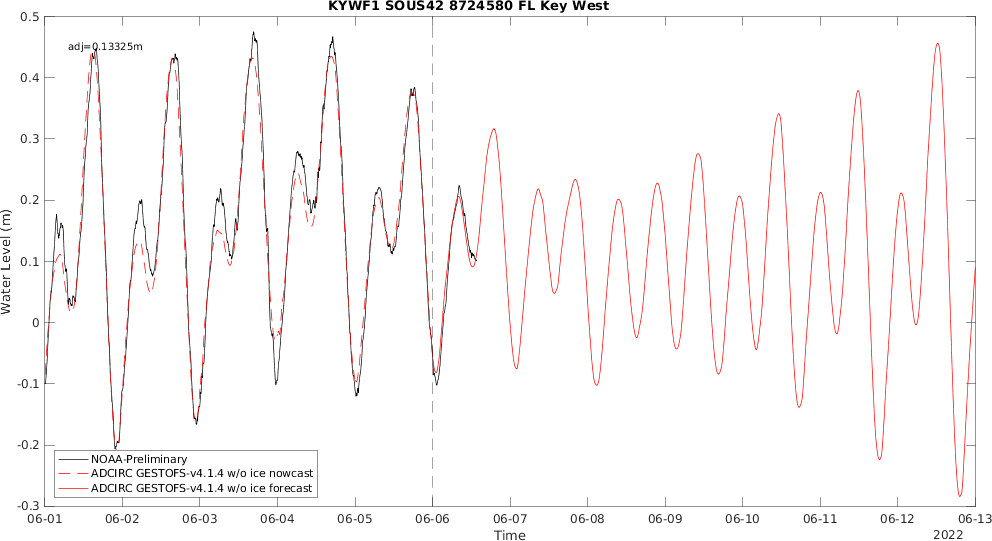 KYWF1 SOUS42 8724580 FL Key West
adj=0.13325m
0.5
0.4
0.3
0.2
0.1
0
-0.1
-0.2
-0.3
Water Level (m)
NOAA-Preliminary
ADCIRC GESTOFS-v4.1.4 w/o ice nowcast
ADCIRC GESTOFS-v4.1.4 w/o ice forecast
06-01 06-02 06-03 06-04 06-05 06-06 06-07 06-08 06-09 06-10 06-11 06-12 06-13
Time
2022